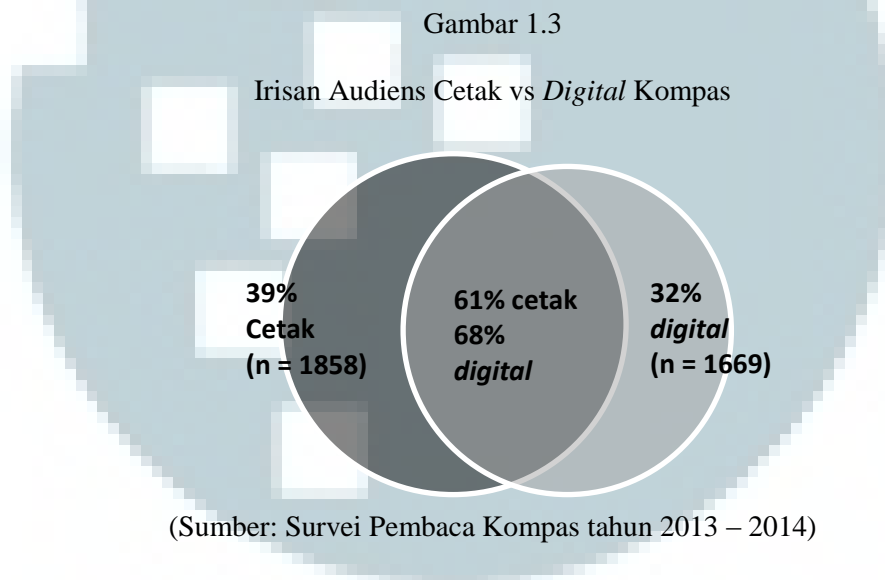 Gambar 1.3
Irisan Audiens Cetak vs Digital Kompas
39%
Cetak
(n = 1858)
61% cetak
68%
digital
32%
digital
(n = 1669)
(Sumber: Survei Pembaca Kompas tahun 2013 – 2014)